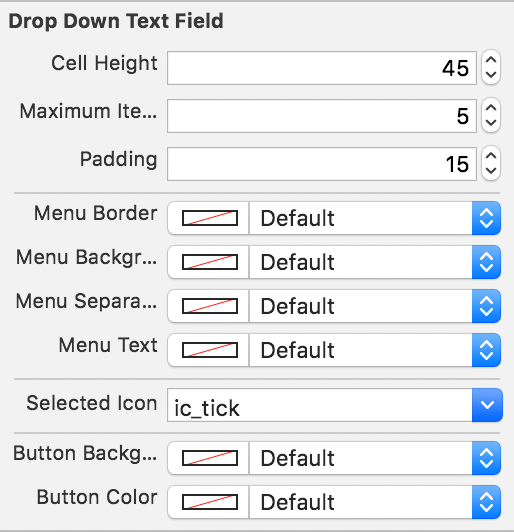 Drop Down Text Field
Cell Height 45
Maximum Ite... 5
Padding 15
Menu Border Default
Menu Backgr... Default
Menu Separa... Default
Menu Text Default
Selected Icon ic_tick
Button Backg... Default
Button Color Default